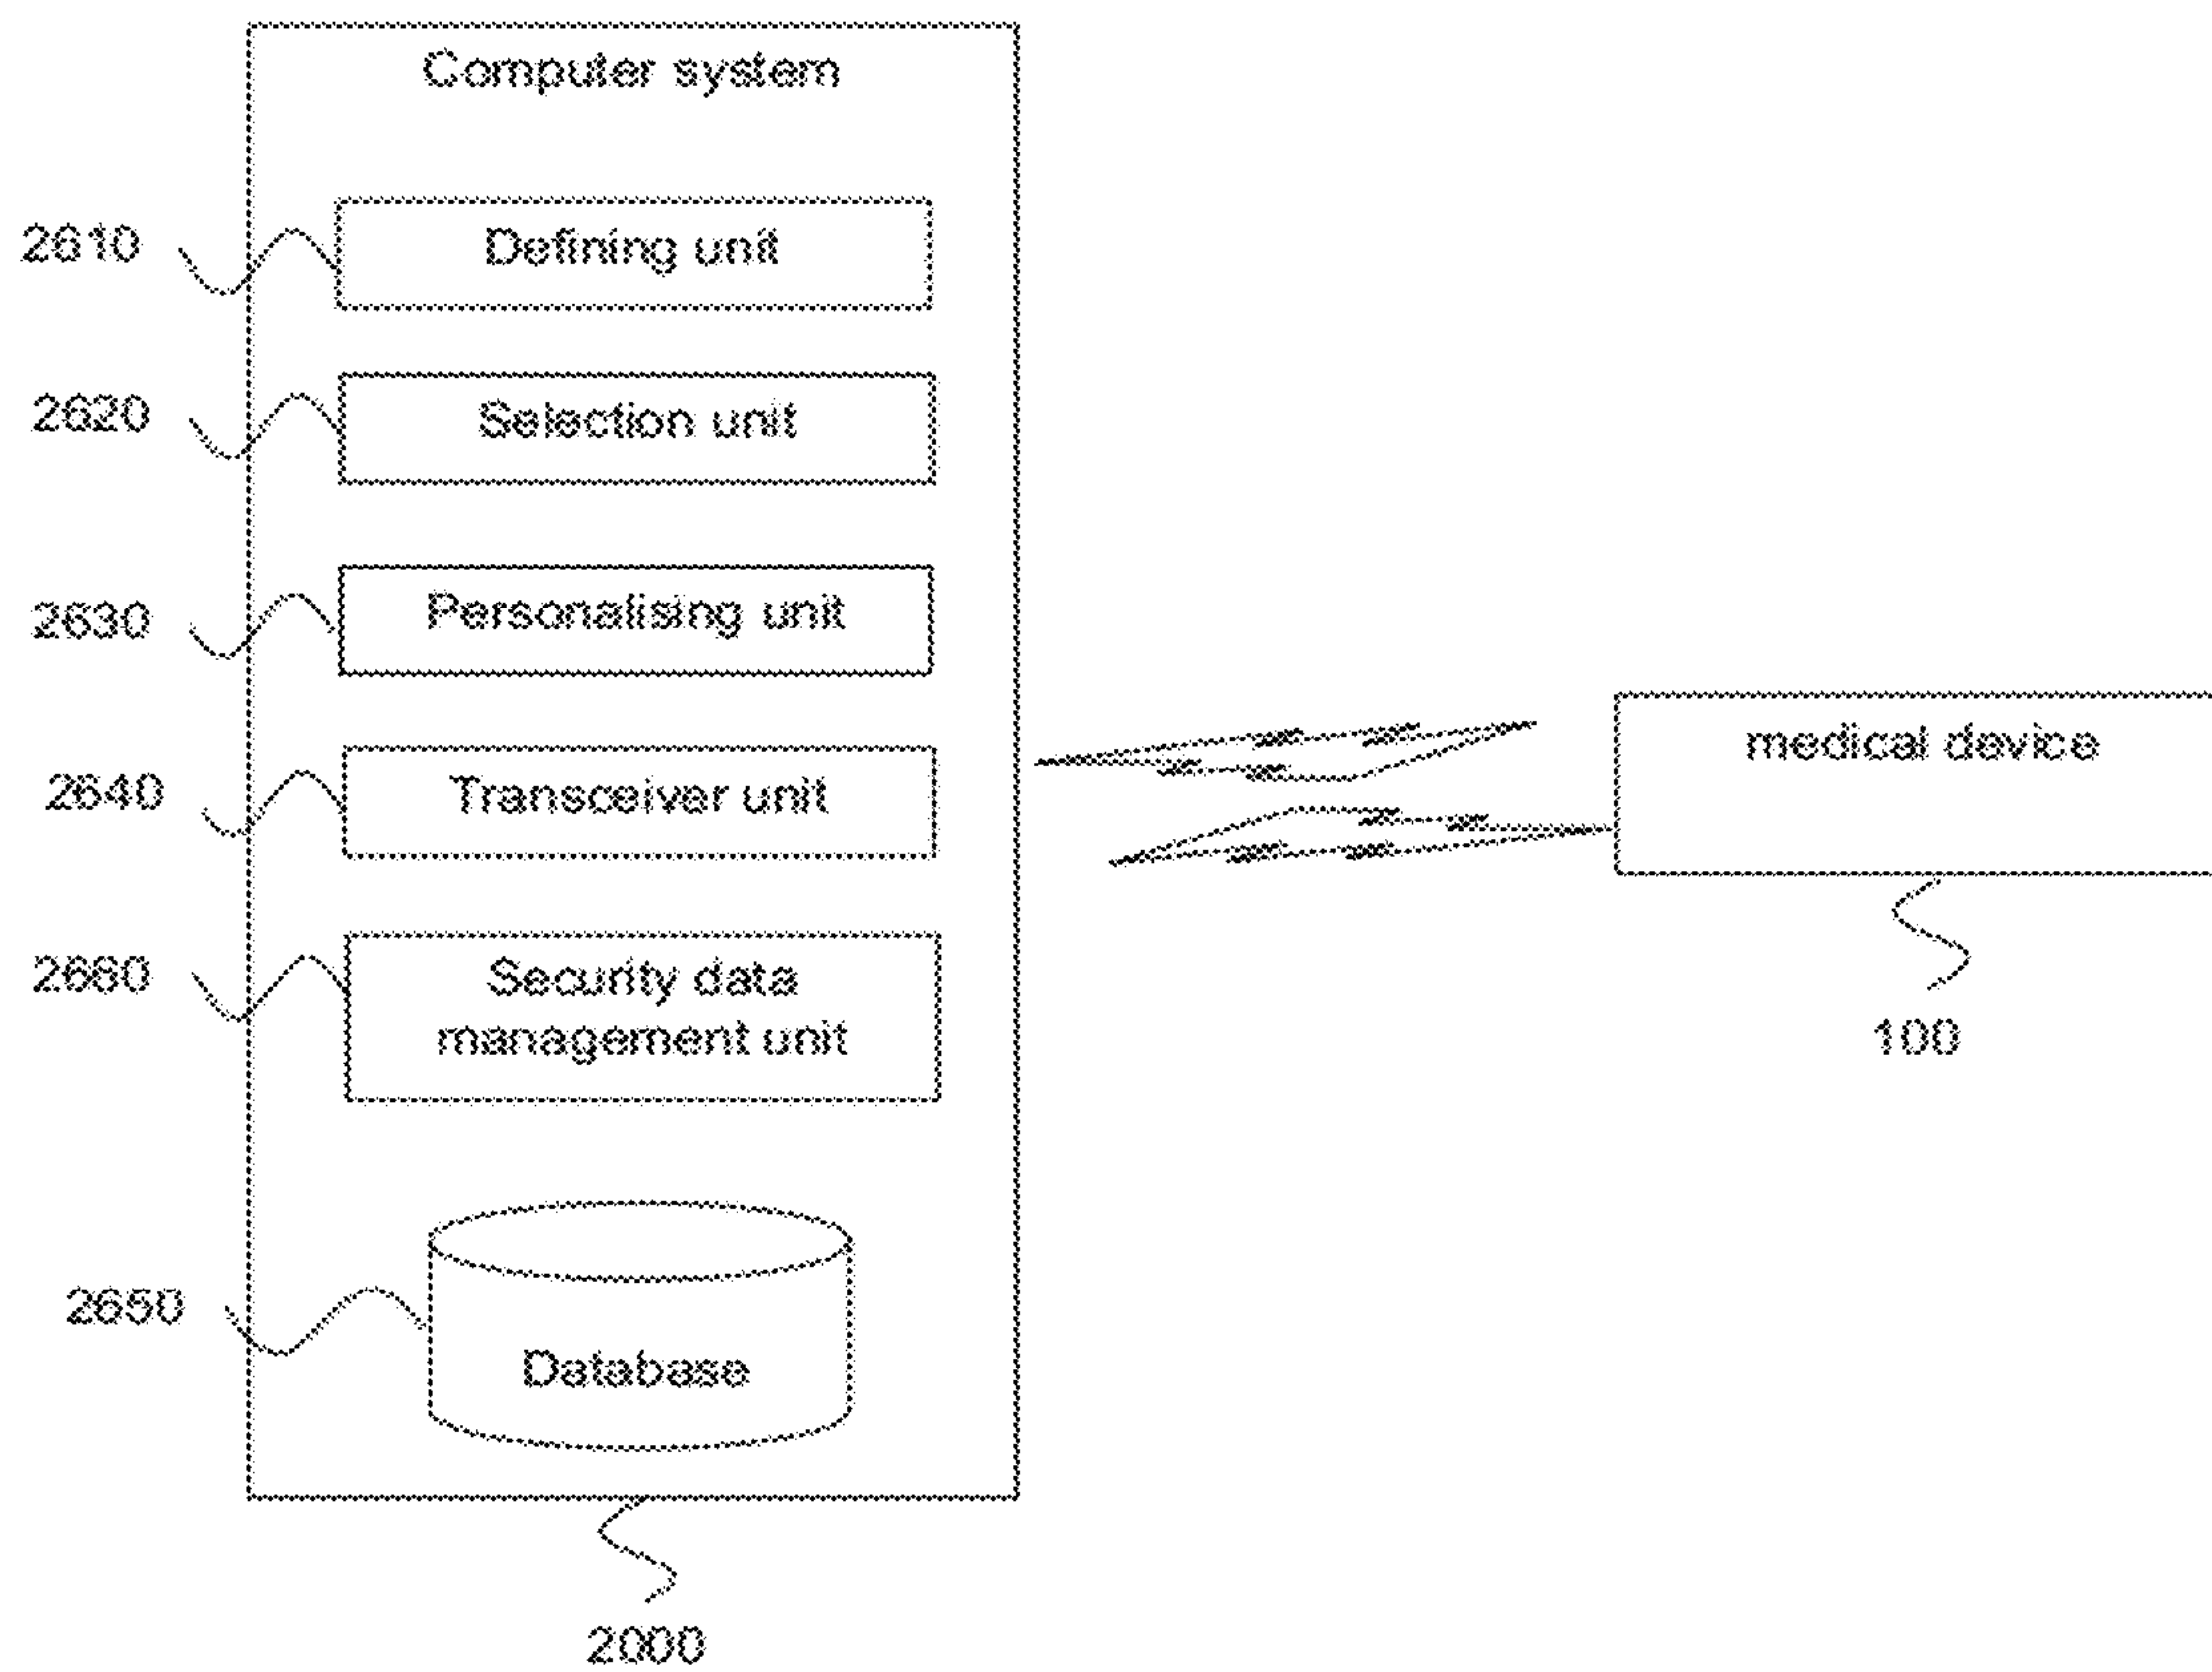 Computer system
2610
Defining unit
2620
Selection unit
2630
Personalising unit
2640
Transceiver unit
2660
Security data
management unit
2650
Database
2000
medical device
100